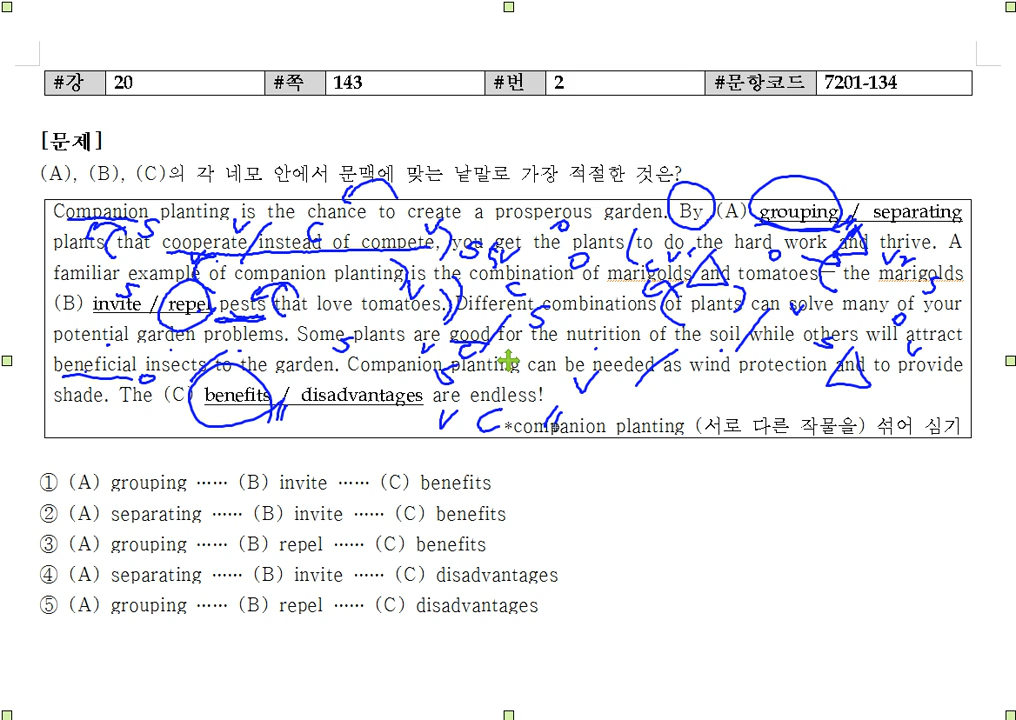 #강 20 #쪽 143 #번 2 #문항코드 7201-134
[문제]
(A), (B), (C)의 각 네모 안에서 문맥에 맞는 낱말로 가장 적절한 것은?
Companion planting is the chance to create a prosperous garden. By (A) grouping / separating
plants that cooperate instead of compete, you get the plants to do the hard work and thrive. A
familiar example of companion planting is the combination of marigolds and tomatoes — the marigolds
(B) invite / repel pests that love tomatoes. Different combinations of plants can solve many of your
potential garden problems. Some plants are good for the nutrition of the soil while others will attract
beneficial insects to the garden. Companion planting can be needed as wind protection and to provide
shade. The (C) benefits / disadvantages are endless!
*companion planting (서로 다른 작물을) 섞어 심기
① (A) grouping ······ (B) invite ······ (C) benefits
② (A) separating ······ (B) invite ······ (C) benefits
③ (A) grouping ······ (B) repel ······ (C) benefits
④ (A) separating ······ (B) invite ······ (C) disadvantages
⑤ (A) grouping ······ (B) repel ······ (C) disadvantages